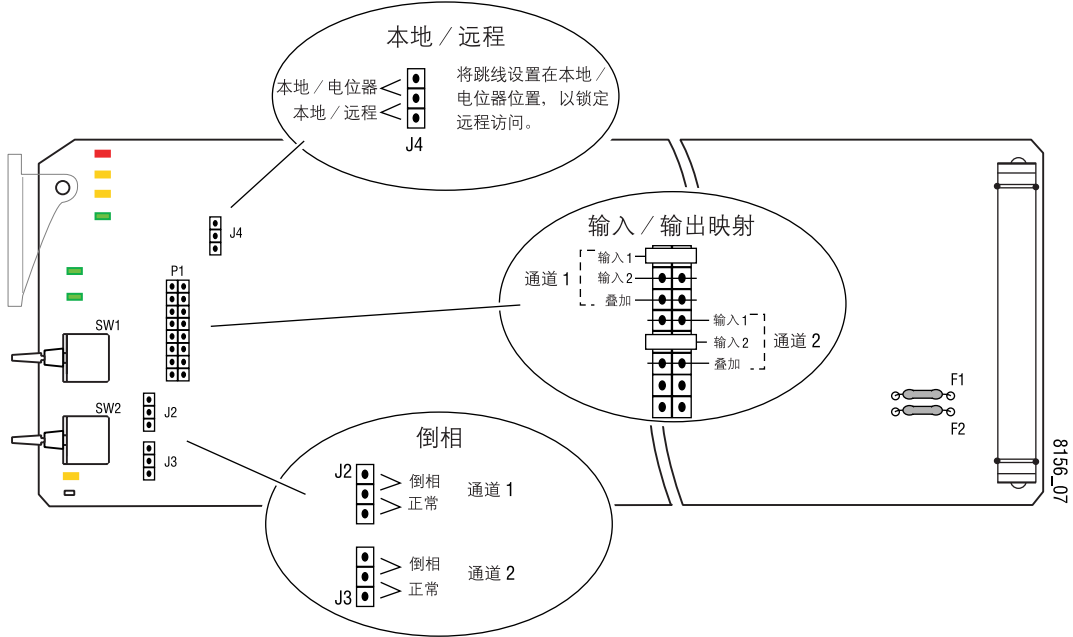 本地 / 远程
本地 / 电位器
本地 / 远程
将跳线设置在本地 /
电位器位置，以锁定
远程访问。
J4
J4
P1
输入 / 输出映射
通道 1
输入1
输入2
叠加
输入1
输入2
叠加
通道 2
SW1
SW2
J2
J3
F1
F2
倒相
J2
倒相
正常
通道 1
J3
倒相
正常
通道 2
8156_07